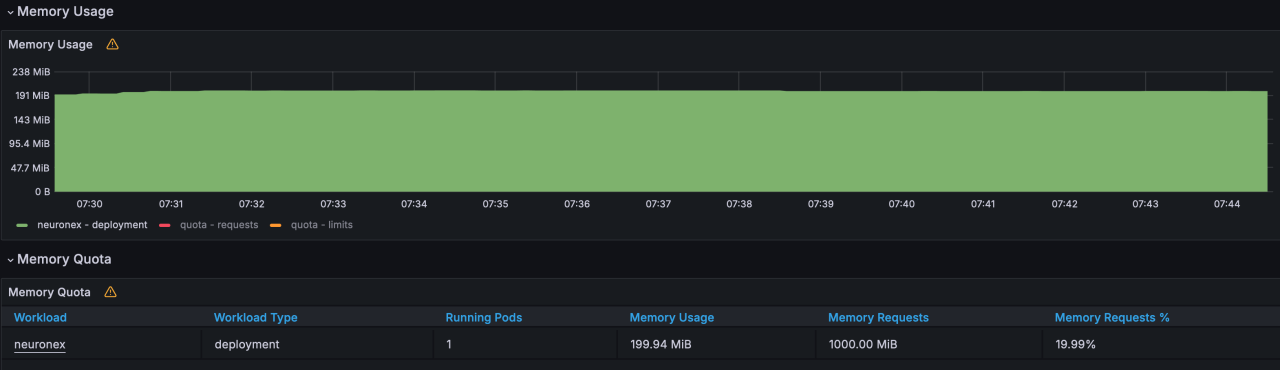 Memory Usage
Memory Usage
238 MiB
191 MiB
143 MiB
95.4 MiB
47.7 MiB
0 B
07:30 07:31 07:32 07:33 07:34 07:35 07:36 07:37 07:38 07:39 07:40 07:41 07:42 07:43 07:44
neuronex - deployment quota - requests quota - limits
Memory Quota
Memory Quota
Workload Workload Type Running Pods Memory Usage Memory Requests Memory Requests %
neuronex deployment 1 199.94 MiB 1000.00 MiB 19.99%